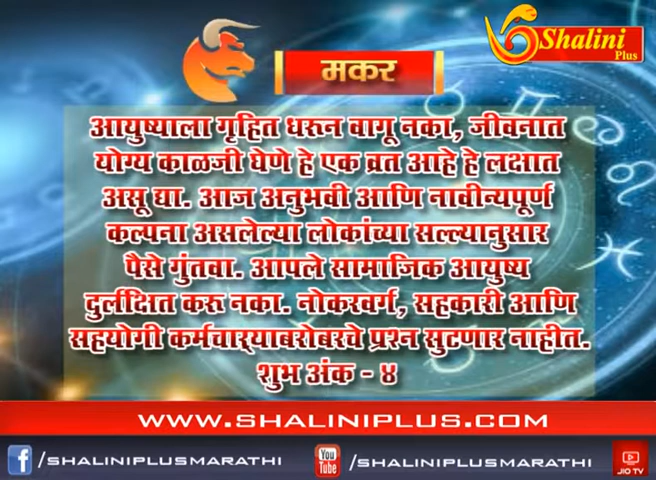 Shalini
Plus
मकर
आयुष्याला गृहित धरून वागू नका, जीवनात
योग्य काळजी घेणे हे एक व्रत आहे हे लक्षात
असू द्या. आज अनुभवी आणि नावीन्यपूर्ण
कल्पना असलेल्या लोकांच्या सल्ल्यानुसार
पैसे गुंतवा. आपले सामाजिक आयुष्य
दुर्लक्षित करू नका. नोकरवर्ग, सहकारी आणि
सहयोगी कर्मचाऱ्याबरोबरचे प्रश्न सुटणार नाहीत.
शुभ अंक - ४
WWW.SHALINIPLUS.COM
/SHALINIPLUSMARATHI
You Tube /SHALINIPLUSMARATHI
JIO TV